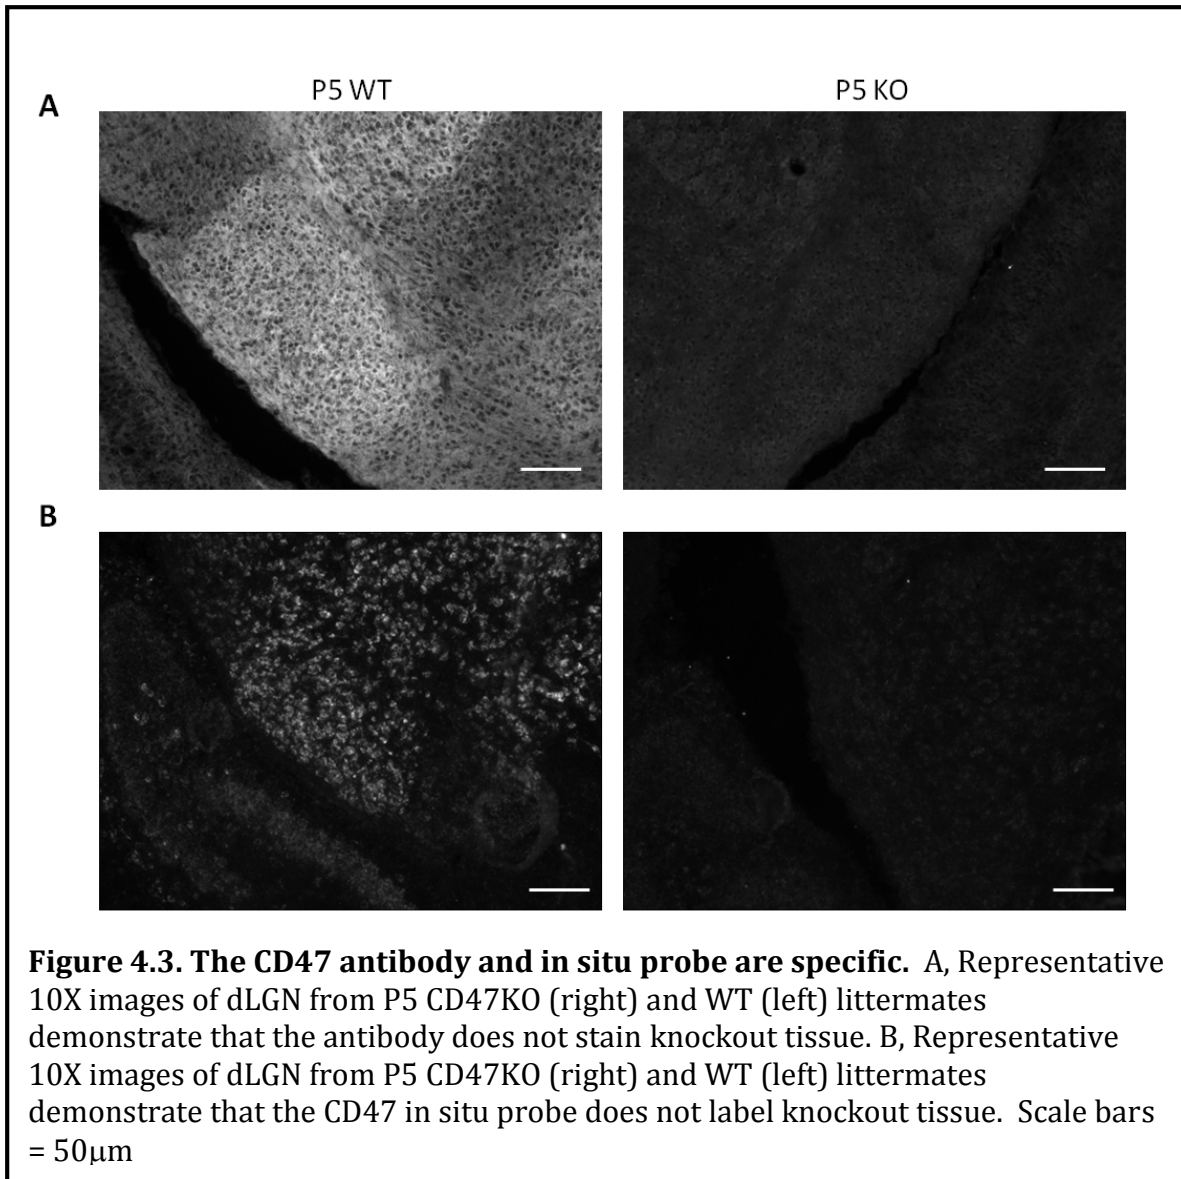 P5 WT
P5 KO
A
B
Figure 4.3. The CD47 antibody and in situ probe are specific. A, Representative
10X images of dLGN from P5 CD47KO (right) and WT (left) littermates
demonstrate that the antibody does not stain knockout tissue. B, Representative
10X images of dLGN from P5 CD47KO (right) and WT (left) littermates
demonstrate that the CD47 in situ probe does not label knockout tissue. Scale bars
= 50μm